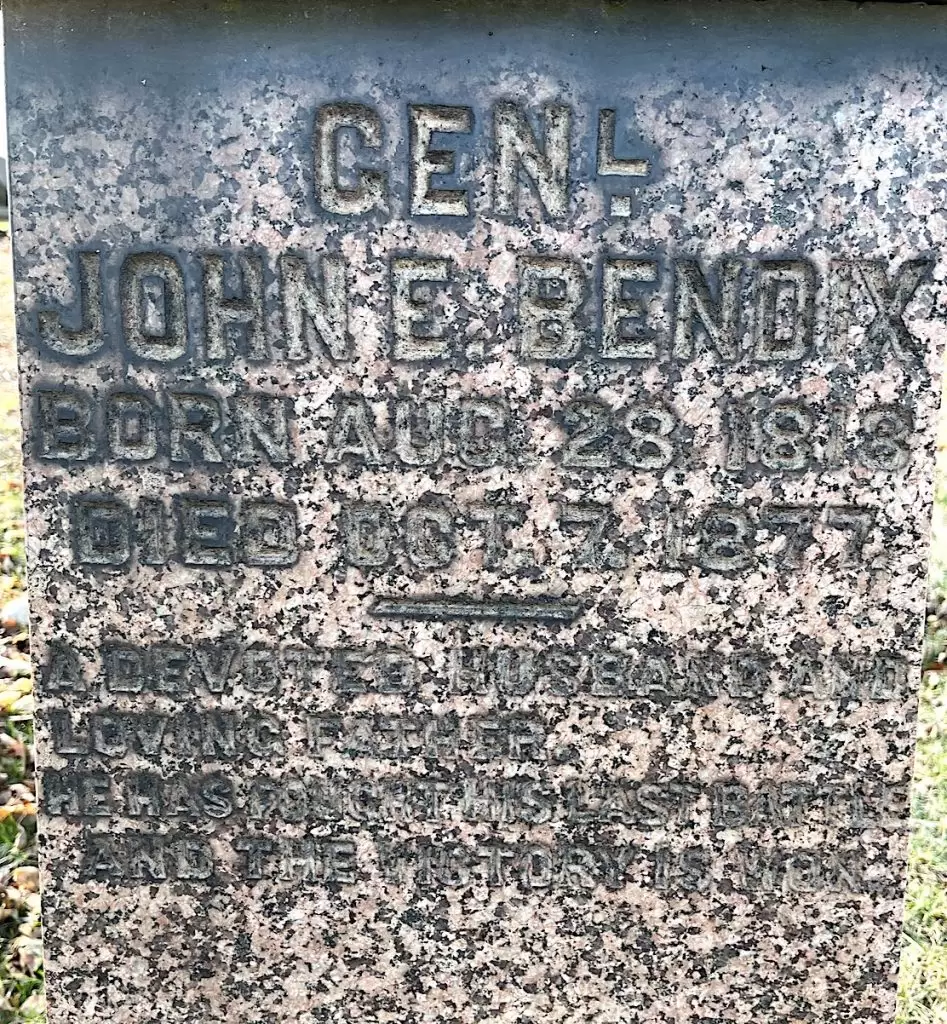 GEN.L
JOHN E. BENDIX
BORN AUG. 28, 1818
DIED OCT. 7. 1877.
A DEVOTED HUSBAND AND
LOVING FATHER.
HE HAS FOUGHT HIS LAST BATTLE
AND THE VICTORY IS WON.